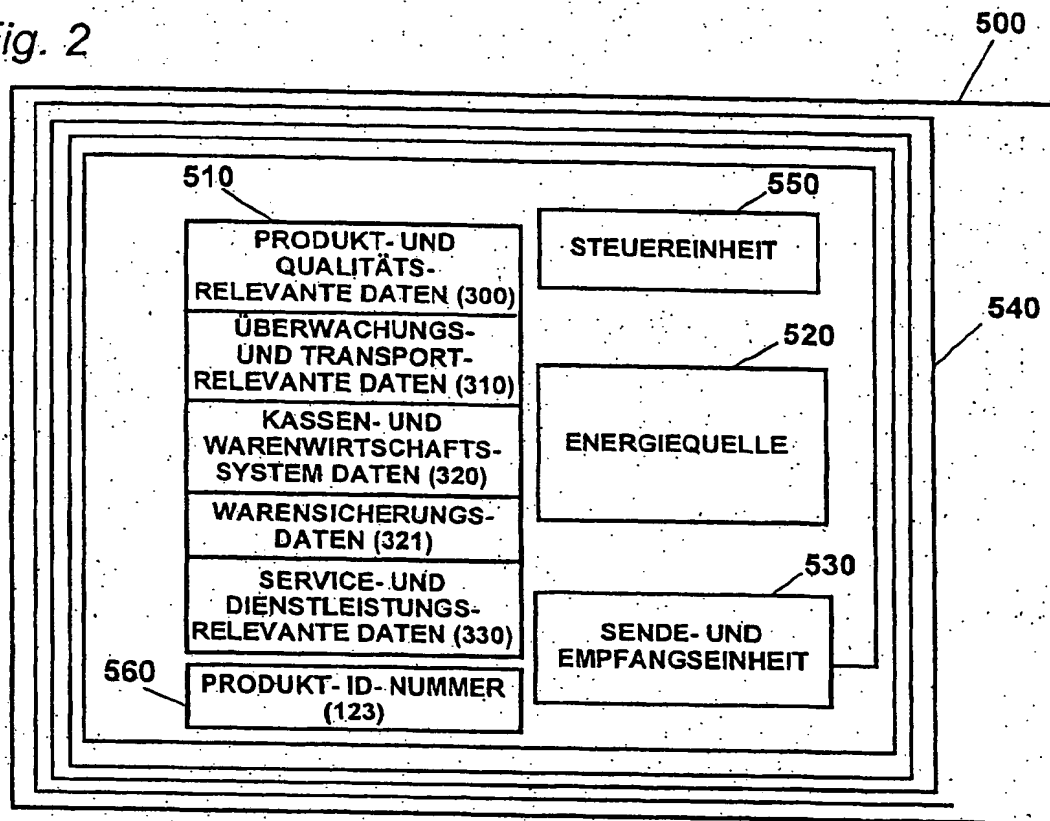 Fig. 2
500
510
550
PRODUKT- UND
QUALITÄTS-
RELEVANTE DATEN (300)
STEUEREINHEIT
540
ÜBERWACHUNGS-
UND TRANSPORT-
RELEVANTE DATEN (310)
520
KASSEN- UND
WARENWIRTSCHAFTS-
SYSTEM DATEN (320)
ENERGIEQUELLE
WARENSICHERUNGS-
DATEN (321)
530
SERVICE- UND
DIENSTLEISTUNGS-
RELEVANTE DATEN (330)
SENDE- UND
EMPFANGSEINHEIT
560
PRODUKT- ID- NUMMER
(123)